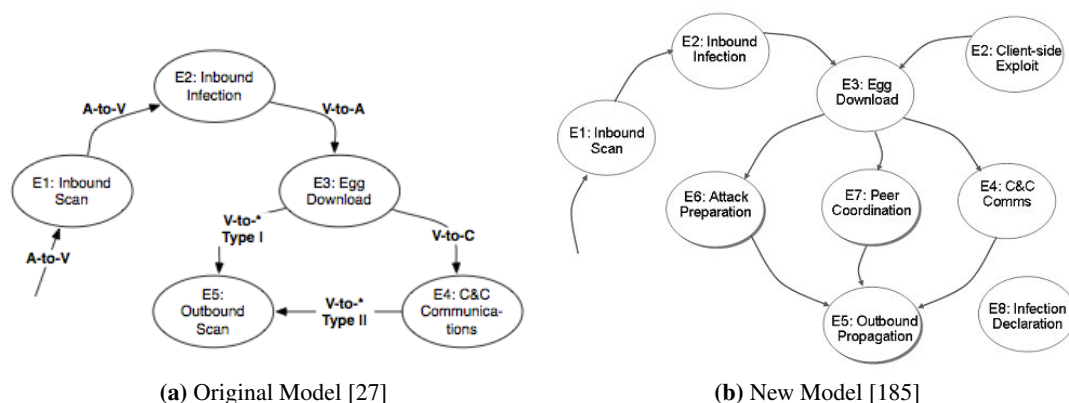 E2: Inbound
Infection
A-to-V
V-to-A
E1: Inbound
Scan
E3: Egg
Download
A-to-V
V-to-*
Type I
V-to-C
E5:
Outbound
Scan
V-to-*
Type II
E4: C&C
Communica-
tions
(a) Original Model [27]
E2: Inbound
Infection
E2: Client-side
Exploit
E3: Egg
Download
E1: Inbound
Scan
E6: Attack
Preparation
E7: Peer
Coordination
E4: C&C
Comms
E5: Outbound
Propagation
E8: Infection
Declaration
(b) New Model [185]